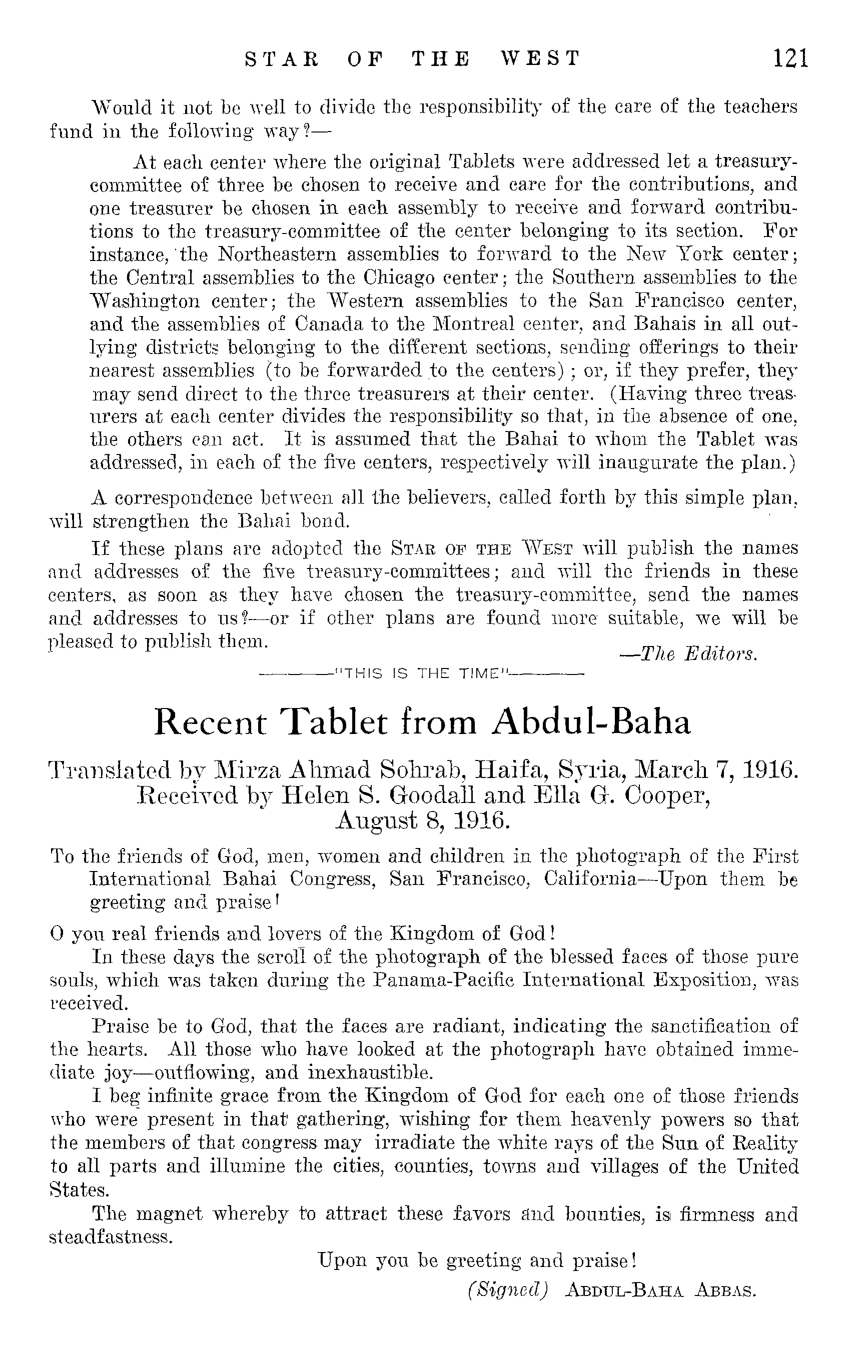 STAR OF THE WEST 121
Would it not be well to divide the responsibility of the care of the teachers
fund in the following way?—
At each center where the original Tablets were addressed let a treasury-
committee of three be chosen to receive and care for the contributions, and
one treasurer be chosen in each assembly to receive and forward contribu-
tions to the treasury-committee of the center belonging to its section. For
instance, the Northeastern assemblies to forward to the New York center;
the Central assemblies to the Chicago center; the Southern assemblies to the
Washington center; the Western assemblies to the San Francisco center,
and the assemblies of Canada to the Montreal center, and Bahais in all out-
lying districts belonging to the different sections, sending offerings to their
nearest assemblies (to be forwarded to the centers); or, if they prefer, they
may send direct to the three treasurers at their center. (Having three treas-
urers at each center divides the responsibility so that, in the absence of one,
the others can act. It is assumed that the Bahai to whom the Tablet was
addressed, in each of the five centers, respectively will inaugurate the plan.)
A correspondence between all the believers, called forth by this simple plan,
will strengthen the Bahai bond.
If these plans are adopted the STAR OF THE WEST will publish the names
and addresses of the five treasury-committees; and will the friends in these
centers, as soon as they have chosen the treasury-committee, send the names
and addresses to us?—or if other plans are found more suitable, we will be
pleased to publish them.
—The Editors.
"THIS IS THE TIME"
Recent Tablet from Abdul-Baha
Translated by Mirza Ahmad Sohrab, Haifa, Syria, March 7, 1916.
Received by Helen S. Goodall and Ella G. Cooper,
August 8, 1916.
To the friends of God, men, women and children in the photograph of the First
International Bahai Congress, San Francisco, California—Upon them be
greeting and praise!
O you real friends and lovers of the Kingdom of God!
In these days the scroll of the photograph of the blessed faces of those pure
souls, which was taken during the Panama-Pacific International Exposition, was
received.
Praise be to God, that the faces are radiant, indicating the sanctification of
the hearts. All those who have looked at the photograph have obtained imme-
diate joy—outflowing, and inexhaustible.
I beg infinite grace from the Kingdom of God for each one of those friends
who were present in that gathering, wishing for them heavenly powers so that
the members of that congress may irradiate the white rays of the Sun of Reality
to all parts and illumine the cities, counties, towns and villages of the United
States.
The magnet whereby to attract these favors and bounties, is firmness and
steadfastness.
Upon you be greeting and praise!
(Signed) ABDUL-BAHA ABBAS.